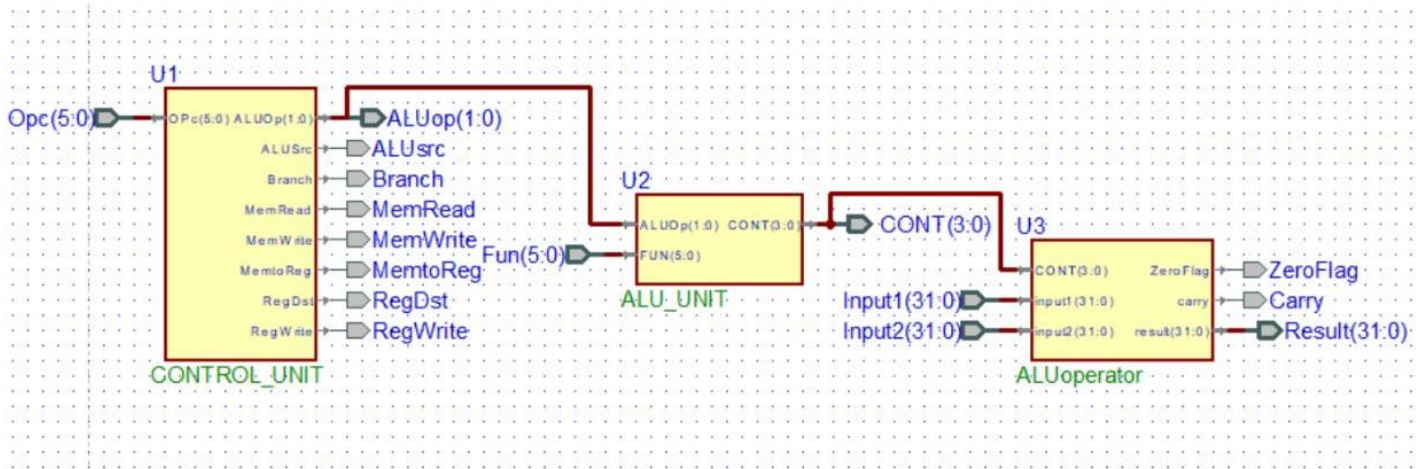 U1
Opc(5:0)
OPc(5:0) ALUOp(1:0)
ALUop(1:0)
ALUSrc
ALUsrc
Branch
Branch
MemRead
MemRead
MemWrite
MemWrite
MemtoReg
MemtoReg
RegDst
RegDst
RegWrite
RegWrite
CONTROL_UNIT
U2
ALUOp(1:0) CONT(3:0)
CONT(3:0)
Fun(5:0)
FUN(5:0)
ALU_UNIT
U3
CONT(3:0) ZeroFlag
ZeroFlag
Input1(31:0)
input1(31:0) carry
Carry
Input2(31:0)
input2(31:0) result(31:0)
Result(31:0)
ALUoperator